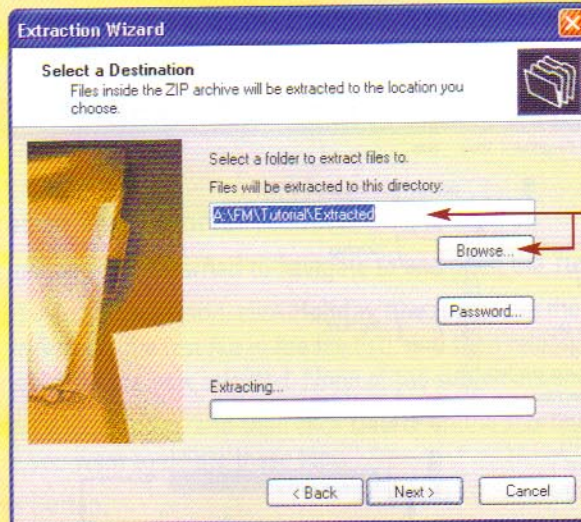 Extraction Wizard
Select a Destination
Files inside the ZIP archive will be extracted to the location you
choose.
Select a folder to extract files to.
Files will be extracted to this directory:
A:\FM\Tutorial\Extracted
Browse...
Password...
Extracting...
< Back
Next >
Cancel